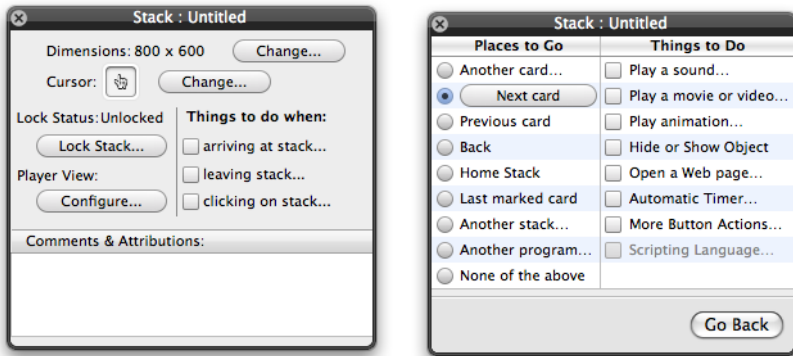 Stack : Untitled
Dimensions: 800 x 600 Change...
Cursor: Change...
Lock Status: Unlocked
Lock Stack...
Player View:
Configure...
Things to do when:
arriving at stack...
leaving stack...
clicking on stack...
Comments & Attributions:
Stack : Untitled
Places to Go
Another card...
Next card
Previous card
Back
Home Stack
Last marked card
Another stack...
Another program...
None of the above
Things to Do
Play a sound...
Play a movie or video...
Play animation...
Hide or Show Object
Open a Web page...
Automatic Timer...
More Button Actions...
Scripting Language...
Go Back